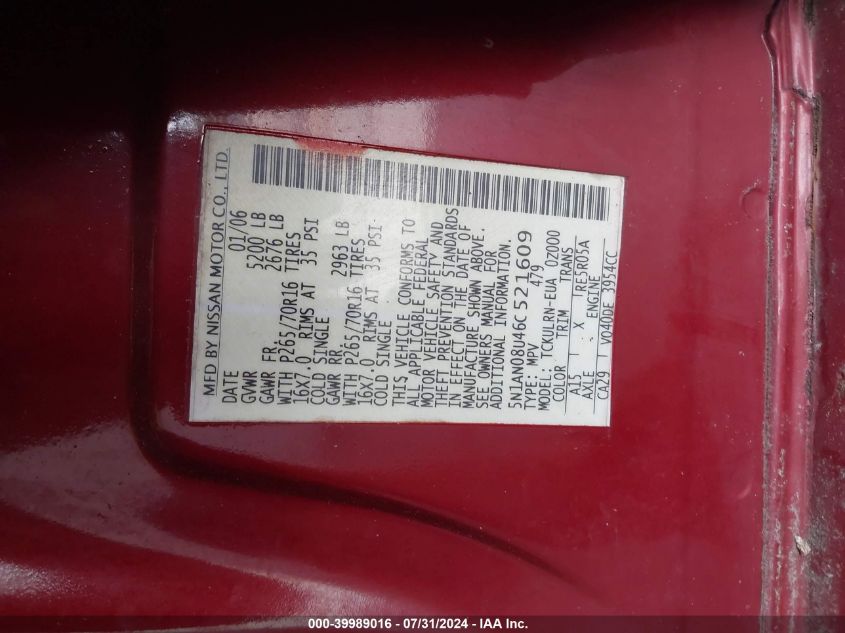 MFD BY NISSAN MOTOR CO., LTD.
DATE 01/06
GVWR 5200 LB
GAWR FR. 2676 LB
WITH P265/70R16 TIRES
16X7.0 RIMS AT 35 PSI
COLD SINGLE
GAWR RR. 2963 LB
WITH P265/70R16 TIRES
16X7.0 RIMS AT 35 PSI.
COLD SINGLE
THIS VEHICLE CONFORMS TO
ALL APPLICABLE FEDERAL
MOTOR VEHICLE SAFETY AND
THEFT PREVENTION STANDARDS
IN EFFECT ON THE DATE OF
MANUFACTURE SHOWN ABOVE.
SEE OWNERS MANUAL FOR
ADDITIONAL INFORMATION.
5N1AN08U46C521609
TYPE: MPV 479
MODEL: TCKULRN-EUA 0Z000
COLOR TRIM TRANS
A15 X RE5R05A
AXLE ENGINE
CA29 VQ40DE 3954CC
000-39989016 - 07/31/2024 - IAA Inc.